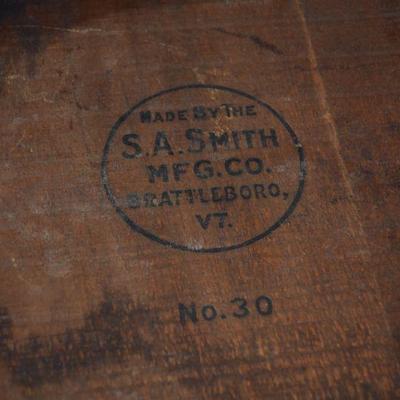 MADE BY THE
S.A. SMITH
MFG. CO.
BRATTLEBORO,
VT.
No. 30